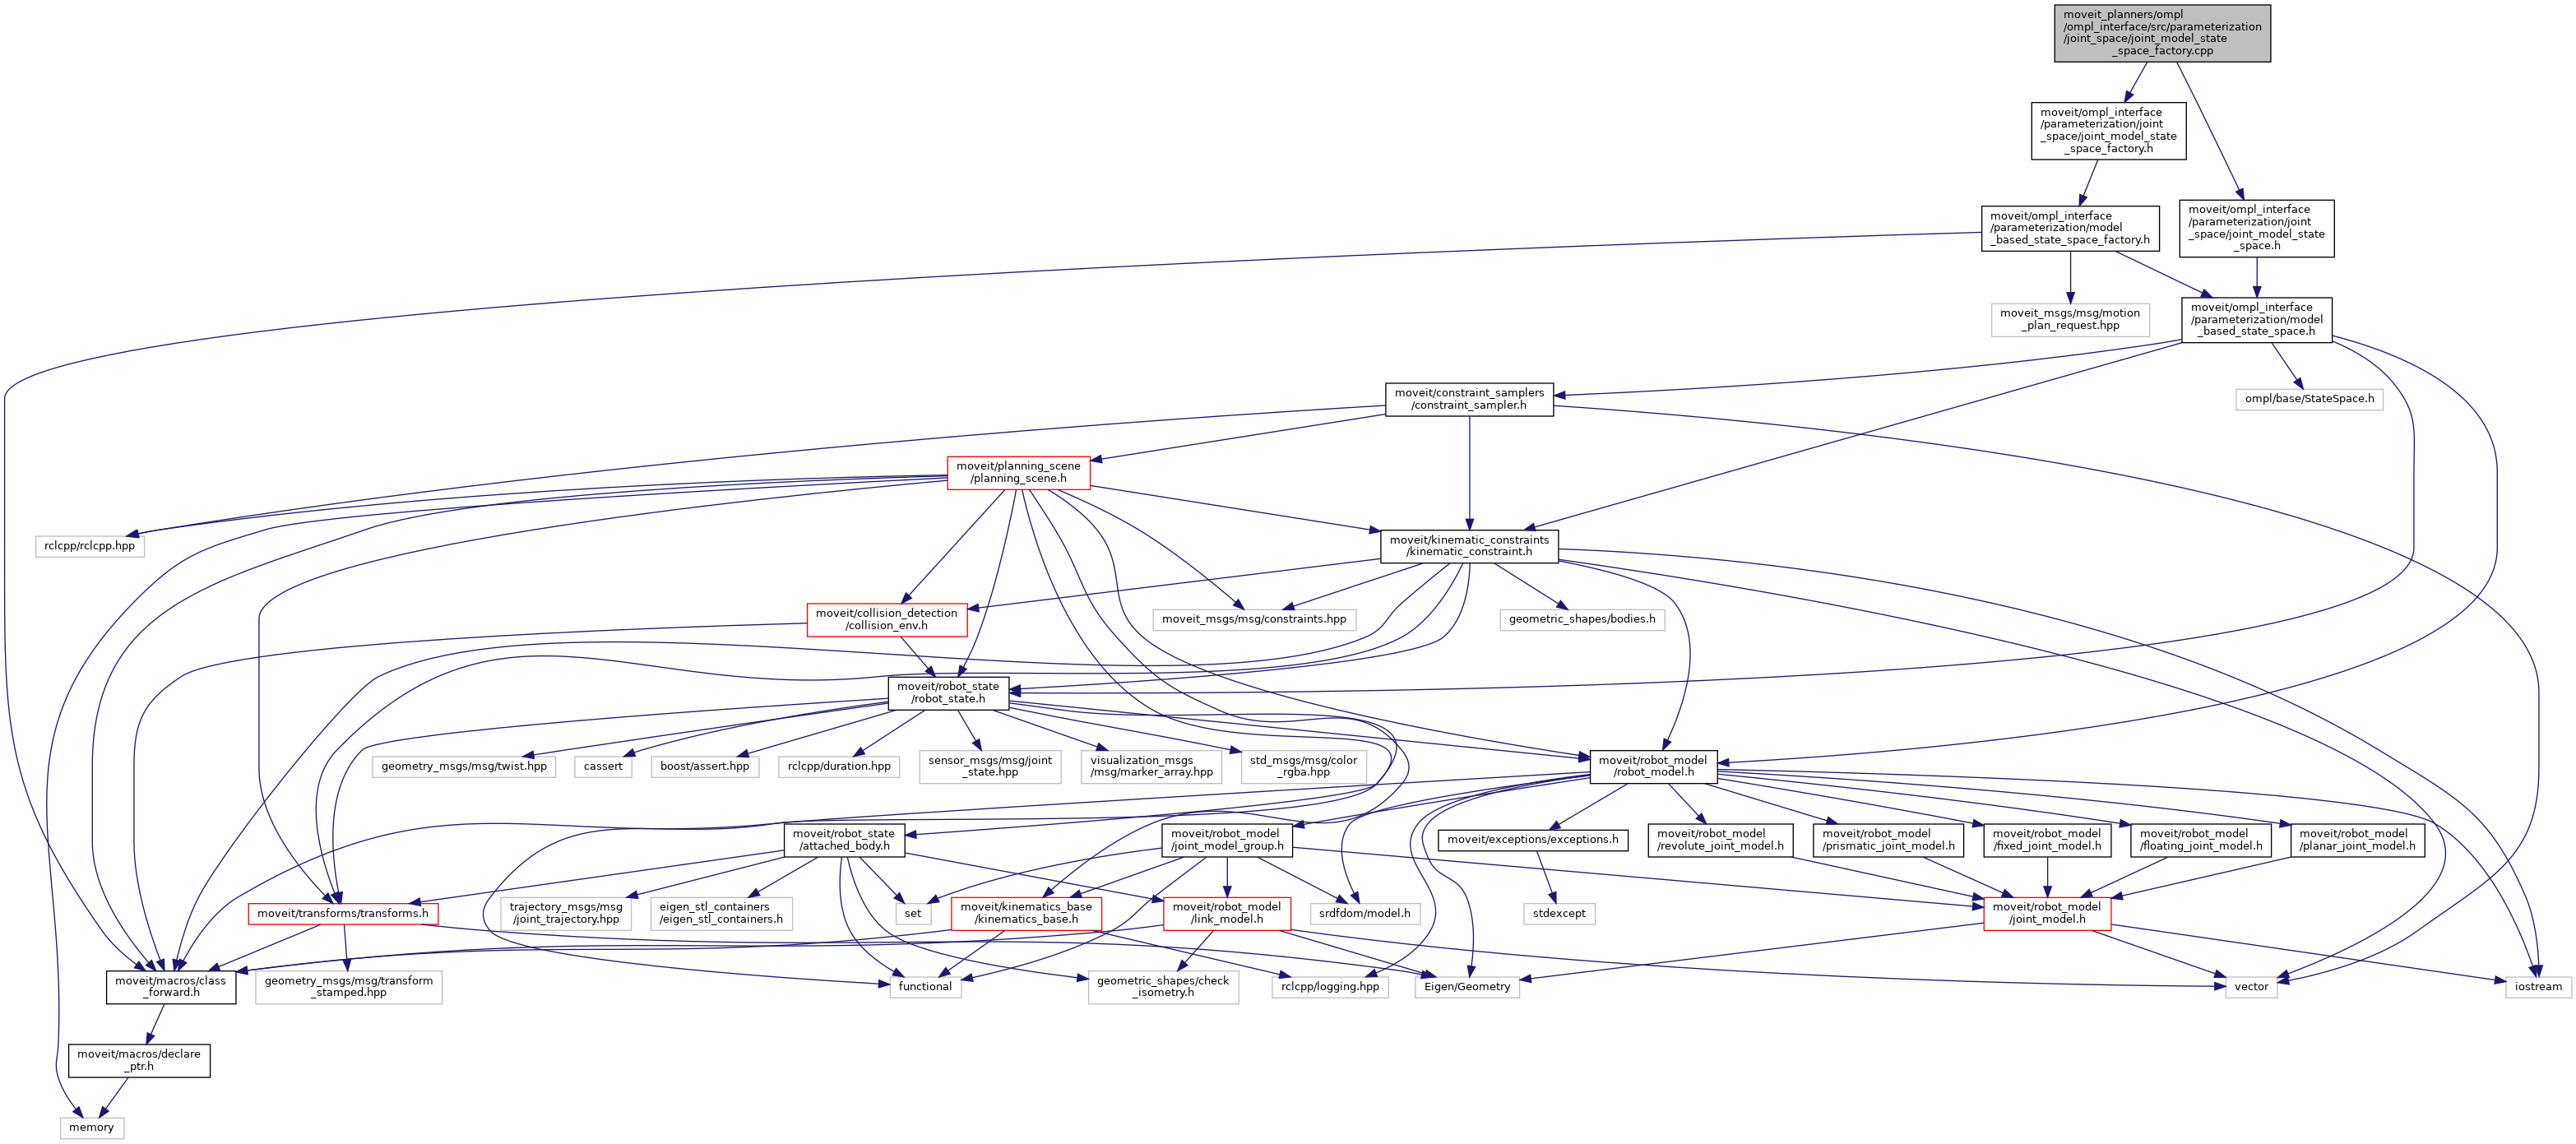 moveit_planners/ompl
/ompl_interface/src/parameterization
/joint_space/joint_model_state
_space_factory.cpp
moveit/ompl_interface
/parameterization/joint
_space/joint_model_state
_space_factory.h
moveit/ompl_interface
/parameterization/model
_based_state_space_factory.h
moveit/ompl_interface
/parameterization/joint
_space/joint_model_state
_space.h
moveit_msgs/msg/motion
_plan_request.hpp
moveit/ompl_interface
/parameterization/model
_based_state_space.h
moveit/constraint_samplers
/constraint_sampler.h
ompl/base/StateSpace.h
moveit/planning_scene
/planning_scene.h
rclcpp/rclcpp.hpp
moveit/kinematic_constraints
/kinematic_constraint.h
moveit/collision_detection
/collision_env.h
moveit_msgs/msg/constraints.hpp
geometric_shapes/bodies.h
moveit/robot_state
/robot_state.h
geometry_msgs/msg/twist.hpp
cassert
boost/assert.hpp
rclcpp/duration.hpp
sensor_msgs/msg/joint
_state.hpp
visualization_msgs
/msg/marker_array.hpp
std_msgs/msg/color
_rgba.hpp
moveit/robot_model
/robot_model.h
moveit/robot_state
/attached_body.h
moveit/robot_model
/joint_model_group.h
moveit/exceptions/exceptions.h
moveit/robot_model
/revolute_joint_model.h
moveit/robot_model
/prismatic_joint_model.h
moveit/robot_model
/fixed_joint_model.h
moveit/robot_model
/floating_joint_model.h
moveit/robot_model
/planar_joint_model.h
moveit/transforms/transforms.h
trajectory_msgs/msg
/joint_trajectory.hpp
eigen_stl_containers
/eigen_stl_containers.h
set
moveit/kinematics_base
/kinematics_base.h
moveit/robot_model
/link_model.h
srdfdom/model.h
stdexcept
moveit/robot_model
/joint_model.h
moveit/macros/class
_forward.h
geometry_msgs/msg/transform
_stamped.hpp
functional
geometric_shapes/check
_isometry.h
rclcpp/logging.hpp
Eigen/Geometry
vector
iostream
moveit/macros/declare
_ptr.h
memory